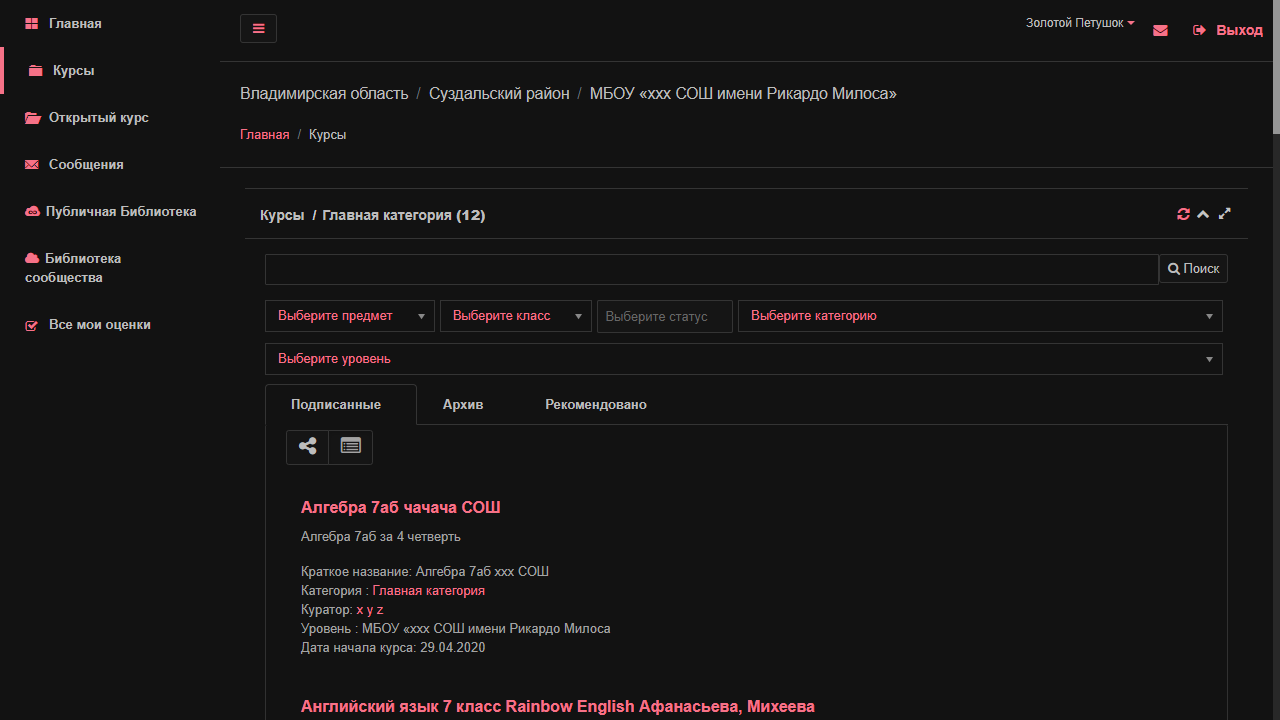 Главная
Курсы
Открытый курс
Сообщения
Публичная Библиотека
Библиотека
сообщества
Все мои оценки
Золотой Петушок
Выход
Владимирская область / Суздальский район / МБОУ «ххх СОШ имени Рикардо Милоса»
Главная / Курсы
Курсы / Главная категория (12)
Поиск
Выберите предмет
Выберите класс
Выберите статус
Выберите категорию
Выберите уровень
Подписанные
Архив
Рекомендовано
Алгебра 7аб чачача СОШ
Алгебра 7аб за 4 четверть
Краткое название: Алгебра 7аб ххх СОШ
Категория : Главная категория
Куратор: x y z
Уровень : МБОУ «ххх СОШ имени Рикардо Милоса
Дата начала курса: 29.04.2020
Английский язык 7 класс Rainbow English Афанасьева, Михеева